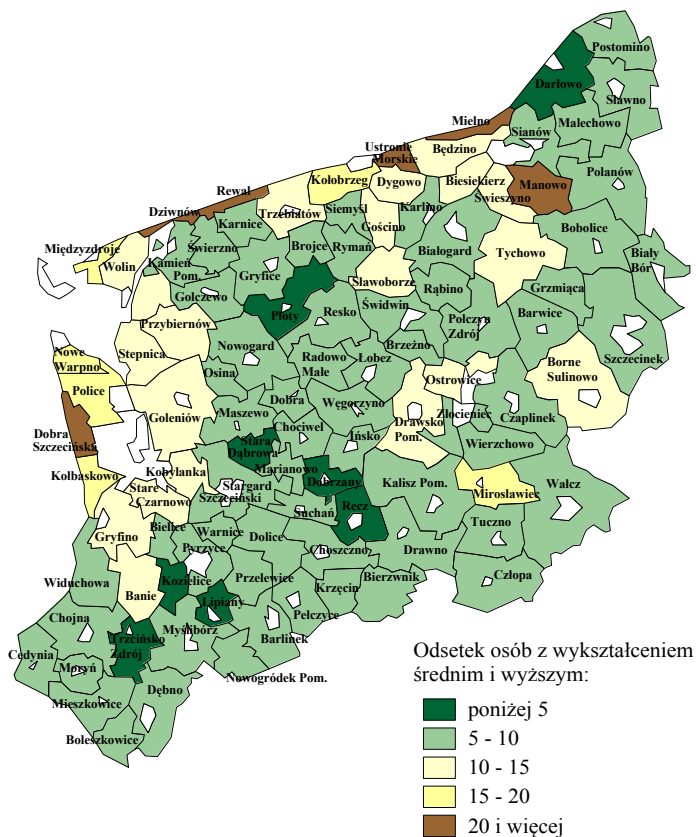 Postomino
Darłowo
Sławno
Mielno
Malechowo
Sianów
Ustronie
Morskie
Będzino
Polanów
Rewal
Kołobrzeg
Dygowo
Biesiekierz
Manowo
Świeszyno
Dziwnów
Trzebiatów
Siemyśl
Karlino
Karnice
Gościno
Bobolice
Międzyzdroje
Świerzno
Brojce
Rymań
Białogard
Tychowo
Biały
Bór
Wolin
Kamień
Pom.
Gryfice
Sławoborze
Rąbino
Grzmiąca
Golczewo
Płoty
Resko
Świdwin
Połczyn
Zdrój
Barwice
Przybiernów
Brzeżno
Szczecinek
Stepnica
Nowogard
Radowo
Małe
Łobez
Borne
Sulinowo
Nowe
Warpno
Osina
Ostrowice
Police
Dobra
Węgorzyno
Złocieniec
Czaplinek
Goleniów
Maszewo
Drawsko
Pom.
Chociwel
Dobra
Szczecińska
Stara
Dąbrowa
Ińsko
Wierzchowo
Kołbaskowo
Kobylanka
Marianowo
Dobrzany
Kalisz Pom.
Mirosławiec
Wałcz
Stare
Czarnowo
Stargard
Szczeciński
Suchań
Recz
Tuczno
Gryfino
Bielice
Warnice
Dolice
Pyrzyce
Choszczno
Drawno
Widuchowa
Kozielice
Przelewice
Krzęcin
Bierzwnik
Człopa
Banie
Lipiany
Pełczyce
Chojna
Trzcińsko
Zdrój
Myślibórz
Barlinek
Cedynia
Moryń
Nowogródek Pom.
Dębno
Mieszkowice
Boleszkowice
Odsetek osób z wykształceniem
średnim i wyższym:
poniżej 5
5 - 10
10 - 15
15 - 20
20 i więcej